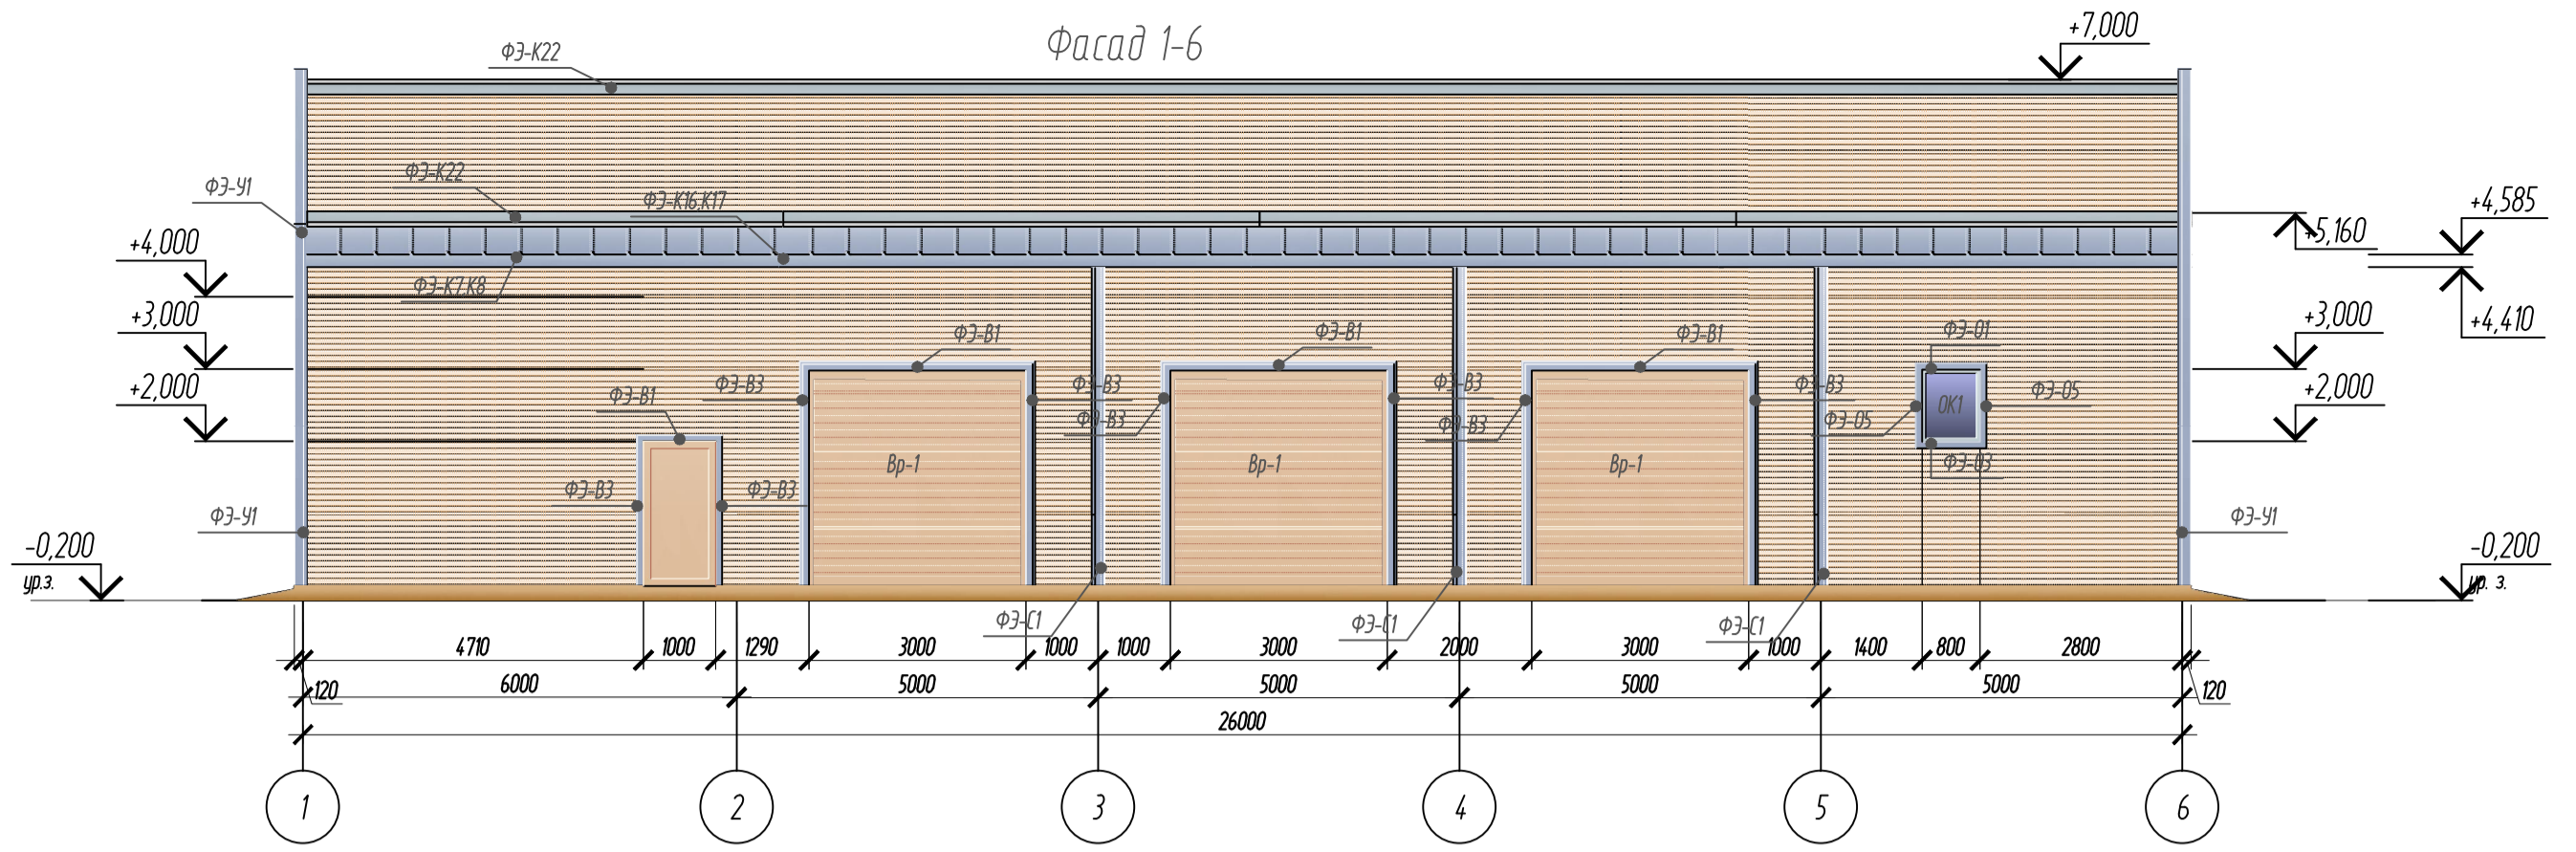 Фасад 1-6
+7,000
ФЭ-К22
ФЭ-К22
ФЭ-У1
ФЭ-К16,К17
+4,585
+5,160
+4,000
ФЭ-К7,К8
+3,000
ФЭ-В1
ФЭ-В1
ФЭ-В1
ФЭ-01
+3,000
+4,410
+2,000
ФЭ-В1
ФЭ-В3
ФЭ-В3
ФЭ-В3
ФЭ-В3
ФЭ-В3
ФЭ-В3
ОК1
ФЭ-05
ФЭ-05
+2,000
Вр-1
Вр-1
Вр-1
ФЭ-03
ФЭ-В3
ФЭ-В3
ФЭ-У1
ФЭ-У1
-0,200
ур.з.
-0,200
ур. з.
ФЭ-С1
ФЭ-С1
ФЭ-С1
4710
1000
1290
3000
1000
1000
3000
2000
3000
1000
1400
800
2800
120
6000
5000
5000
5000
5000
120
26000
1
2
3
4
5
6